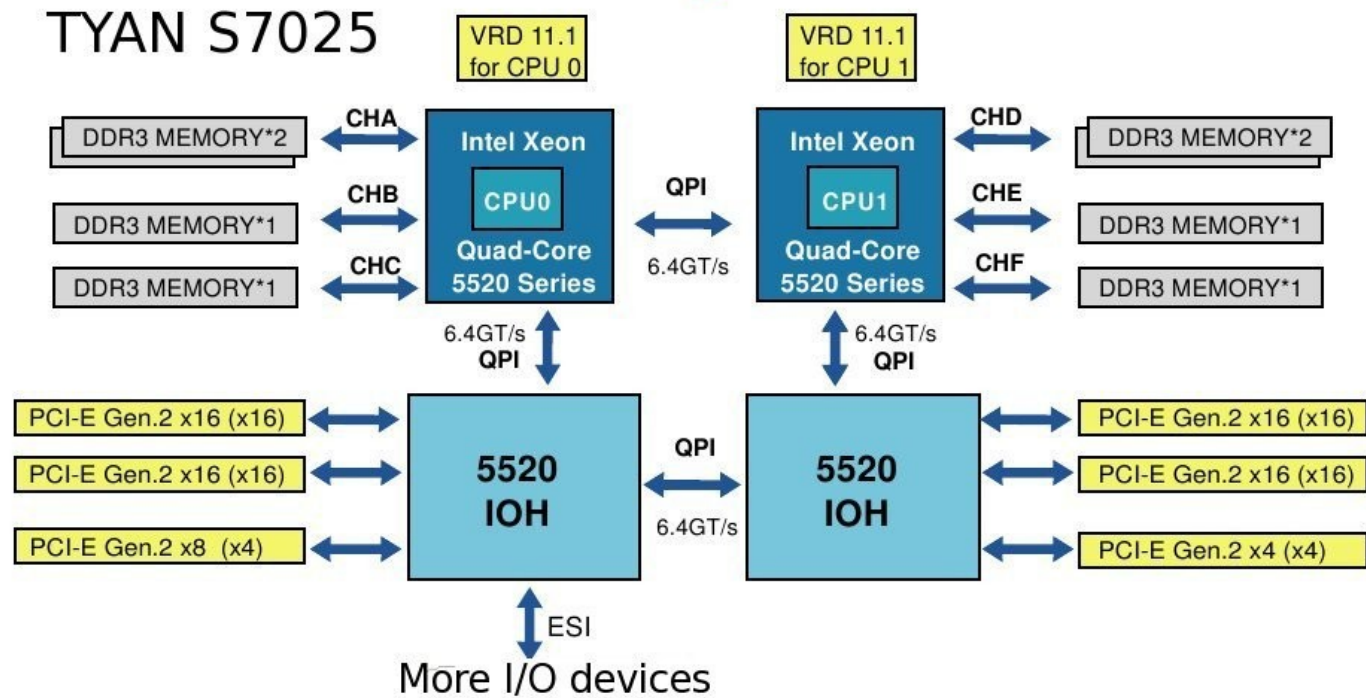 TYAN S7025
VRD 11.1
for CPU 0
VRD 11.1
for CPU 1
DDR3 MEMORY*2
CHA
DDR3 MEMORY*1
CHB
DDR3 MEMORY*1
CHC
Intel Xeon
CPU0
Quad-Core
5520 Series
QPI
6.4GT/s
Intel Xeon
CPU1
Quad-Core
5520 Series
CHD
DDR3 MEMORY*2
CHE
DDR3 MEMORY*1
CHF
DDR3 MEMORY*1
6.4GT/s
QPI
6.4GT/s
QPI
PCI-E Gen.2 x16 (x16)
PCI-E Gen.2 x16 (x16)
PCI-E Gen.2 x8 (x4)
5520
IOH
QPI
6.4GT/s
5520
IOH
PCI-E Gen.2 x16 (x16)
PCI-E Gen.2 x16 (x16)
PCI-E Gen.2 x4 (x4)
ESI
More I/O devices